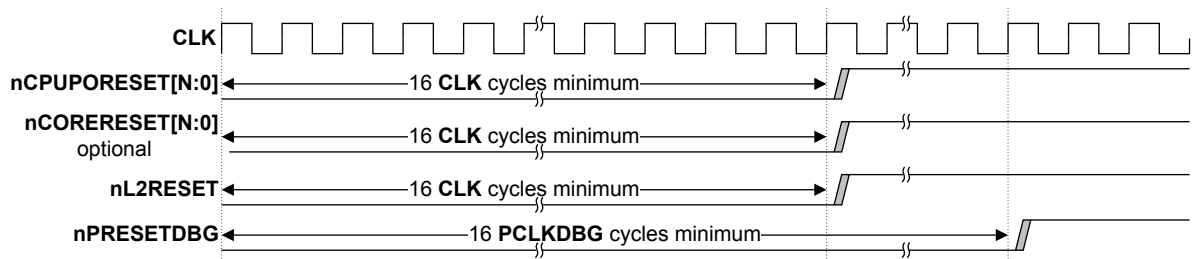 CLK
nCPUPORESET[N:0] 16 CLK cycles minimum
nCORERESET[N:0] 16 CLK cycles minimum
optional
nL2RESET 16 CLK cycles minimum
nPRESETDBG 16 PCLKDBG cycles minimum